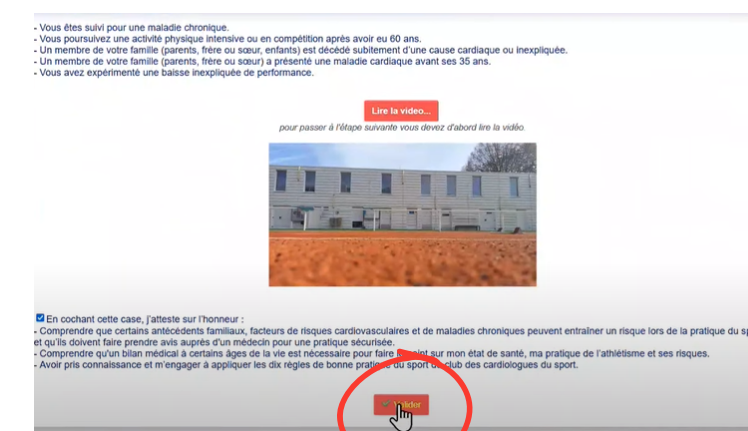 - Vous êtes suivi pour une maladie chronique.
- Vous poursuivez une activité physique intensive ou en compétition après avoir eu 60 ans.
- Un membre de votre famille (parents, frère ou sœur, enfants) est décédé subitement d'une cause cardiaque ou inexpliquée.
- Un membre de votre famille (parents, frère ou sœur) a présenté une maladie cardiaque avant ses 35 ans.
- Vous avez expérimenté une baisse inexpliquée de performance.
Lire la video...
pour passer à l'étape suivante vous devez d'abord lire la vidéo.
En cochant cette case, j'atteste sur l'honneur :
- Comprendre que certains antécédents familiaux, facteurs de risques cardiovasculaires et de maladies chroniques peuvent entraîner un risque lors de la pratique du sp
et qu'ils doivent faire prendre avis auprès d'un médecin pour une pratique sécurisée.
- Comprendre qu'un bilan médical à certains âges de la vie est nécessaire pour faire le point sur mon état de santé, ma pratique de l'athlétisme et ses risques.
- Avoir pris connaissance et m'engager à appliquer les dix règles de bonne pratique du sport du club des cardiologues du sport.
Valider